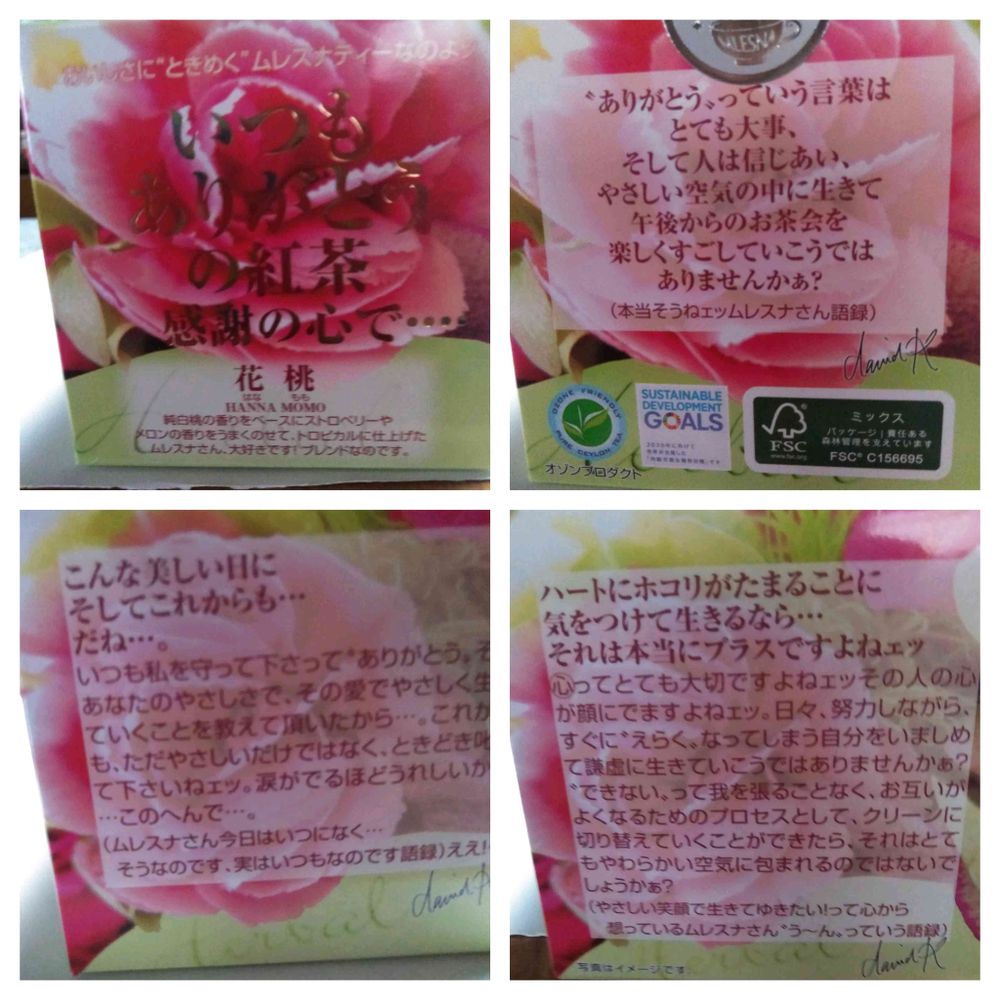 おいしさに"ときめく"ムレスナティーなのよ
いつも
ありがとう
の紅茶
感謝の心で‥‥
花桃
はな もも
HANNA MOMO
純白桃の香りをベースにストロベリーや
メロンの香りをうまくのせて、トロピカルに仕上げた
ムレスナさん、大好きです!ブレンドなのです。
〝ありがとう〟っていう言葉は
とても大事、
そして人は信じあい、
やさしい空気の中に生きて
午後からのお茶会を
楽しくすごしていこうでは
ありませんかぁ?
(本当そうねェッムレスナさん語録)
OZONE FRIENDLY
PURE CEYLON TEA
オゾンプロダクト
SUSTAINABLE
DEVELOPMENT
GOALS
FSC
www.fsc.org
ミックス
パッケージ|責任ある
森林管理を支えています
FSC® C156695
こんな美しい日に
そしてこれからも…
だね…。
いつも私を守って下さって〝ありがとう。そ
あなたのやさしさで、その愛でやさしく生
ていくことを教えて頂いたから…。これか
も、ただやさしいだけではなく、ときどき叱
て下さいねェッ。涙がでるほどうれしいか
…このへんで…。
(ムレスナさん今日はいつになく…
そうなのです、実はいつもなのです語録)ええ!
ハートにホコリがたまることに
気をつけて生きるなら…
それは本当にプラスですよねェッ
心ってとても大切ですよねェッその人の心
が顔にでますよねェッ。日々、努力しながら、
すぐに〝えらく〟なってしまう自分をいましめ
て謙虚に生きていこうではありませんかぁ?
〝できない〟って我を張ることなく、お互いが
よくなるためのプロセスとして、クリーンに
切り替えていくことができたら、それはとて
もやわらかい空気に包まれるのではないで
しょうかぁ?
(やさしい笑顔で生きてゆきたい!って心から
想っているムレスナさん〝う〜ん〟っていう語録)
写真はイメージです。